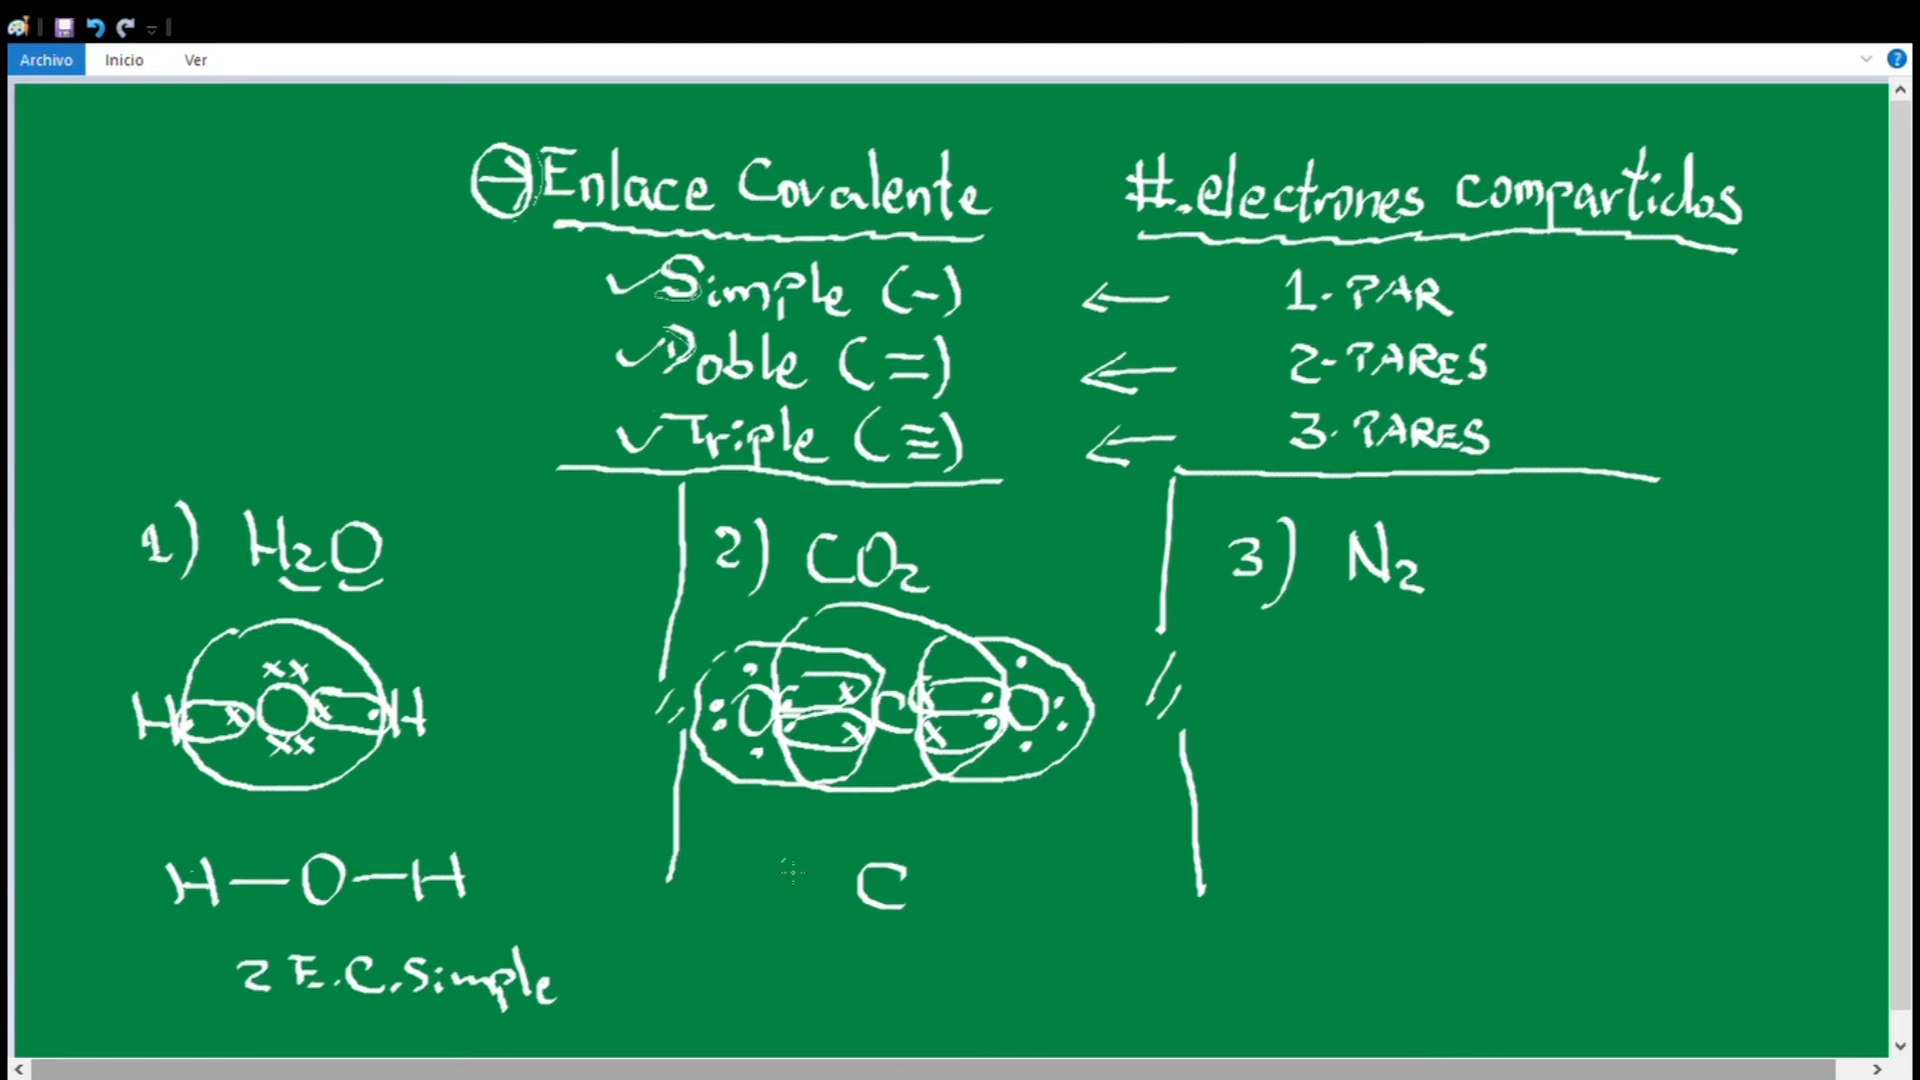 Archivo Inicio Ver
Enlace Covalente #.electrones compartidos
Simple (-) ← 1-PAR
Doble (=) ← 2-PARES
Triple (≡) ← 3-PARES
1) H2O 2) CO2 3) N2
H O H O C O
H—O—H C
2 E.C.Simple